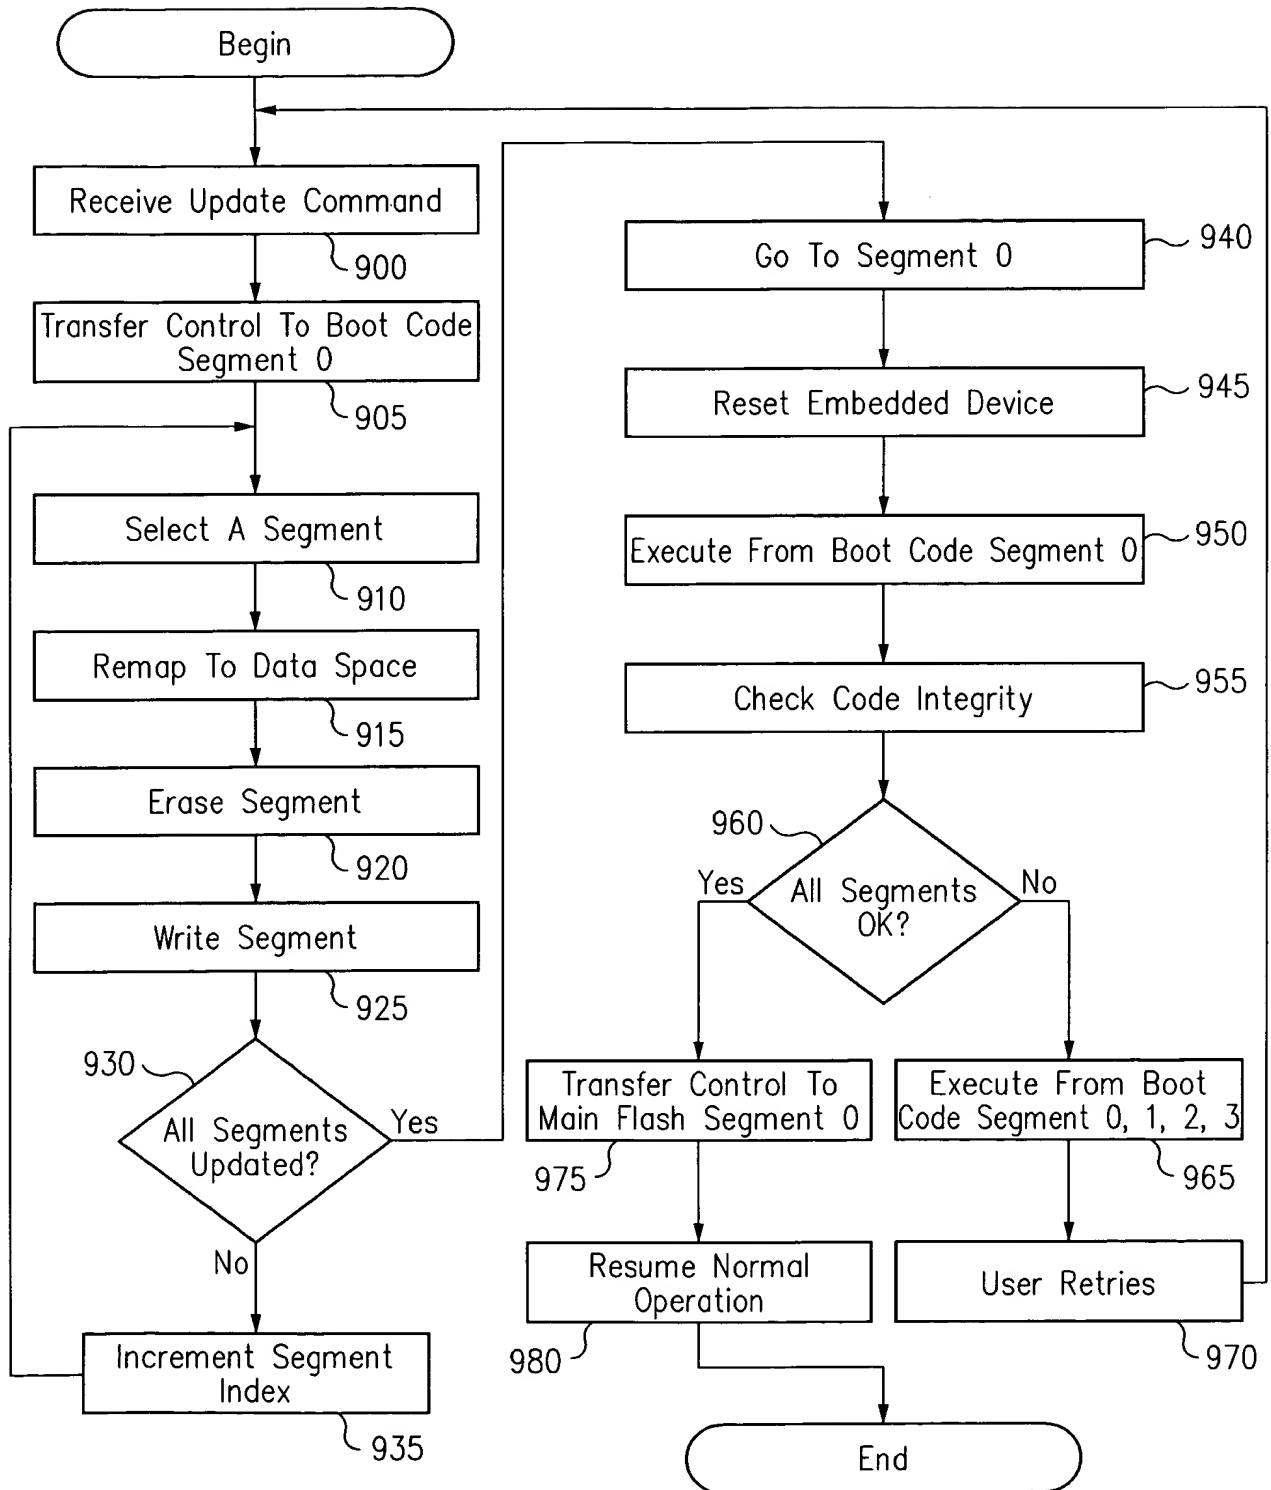 Begin
Receive Update Command
900
Transfer Control To Boot Code
Segment 0
905
Select A Segment
910
Remap To Data Space
915
Erase Segment
920
Write Segment
925
930
All Segments
Updated?
Yes
No
Increment Segment
Index
935
Go To Segment 0
940
Reset Embedded Device
945
Execute From Boot Code Segment 0
950
Check Code Integrity
955
960
All Segments
OK?
Yes
No
Transfer Control To
Main Flash Segment 0
975
Resume Normal
Operation
980
Execute From Boot
Code Segment 0, 1, 2, 3
965
User Retries
970
End